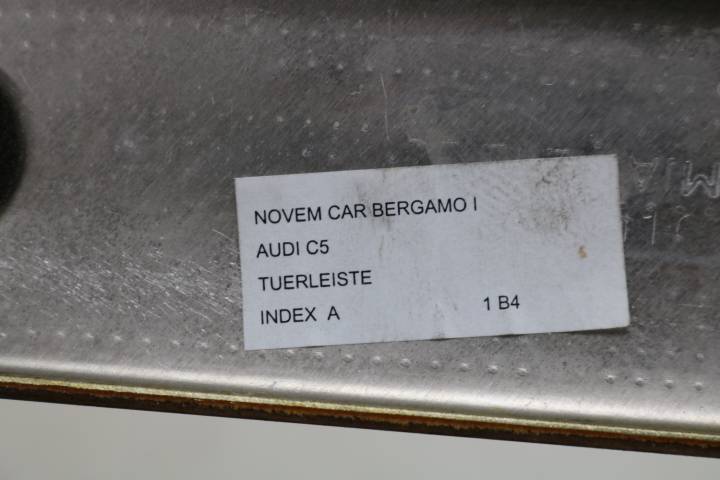 NOVEM CAR BERGAMO I
AUDI C5
TUERLEISTE
INDEX A 1 B4